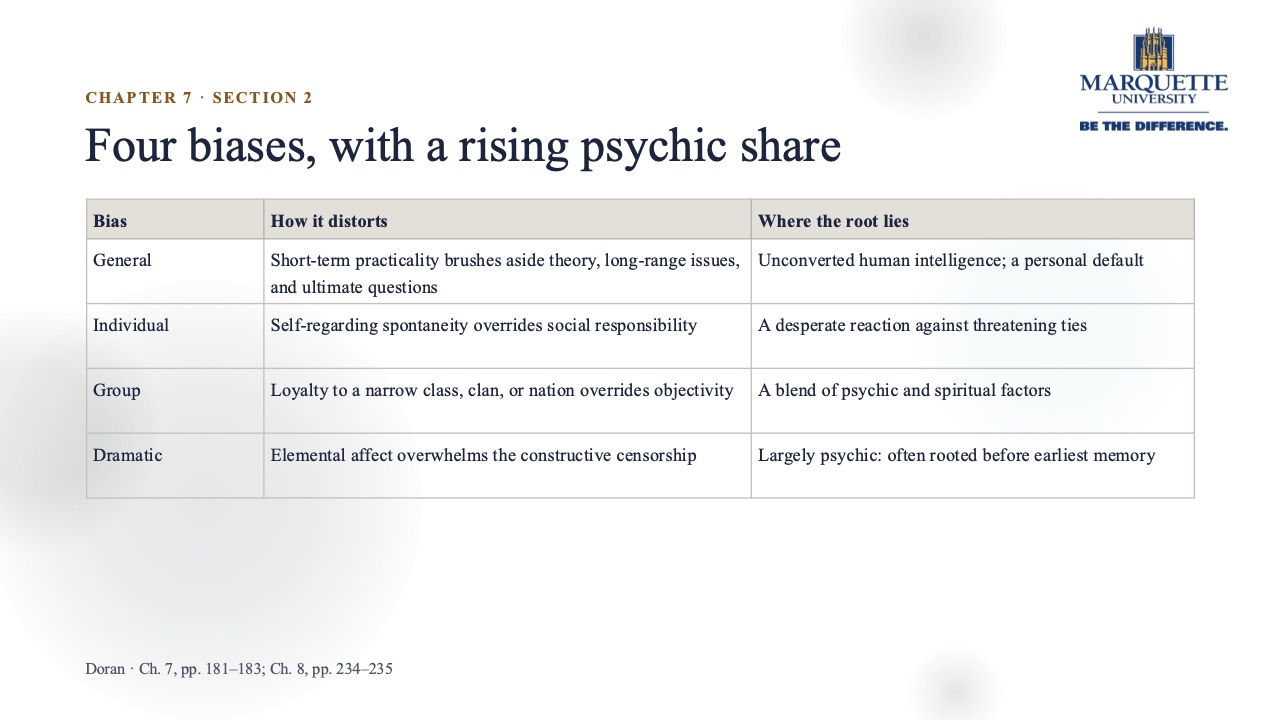 MARQUETTE
UNIVERSITY
BE THE DIFFERENCE.
CHAPTER 7 · SECTION 2
Four biases, with a rising psychic share
Bias How it distorts Where the root lies
General Short-term practicality brushes aside theory, long-range issues, Unconverted human intelligence; a personal default
and ultimate questions
Individual Self-regarding spontaneity overrides social responsibility A desperate reaction against threatening ties
Group Loyalty to a narrow class, clan, or nation overrides objectivity A blend of psychic and spiritual factors
Dramatic Elemental affect overwhelms the constructive censorship Largely psychic: often rooted before earliest memory
Doran · Ch. 7, pp. 181–183; Ch. 8, pp. 234–235